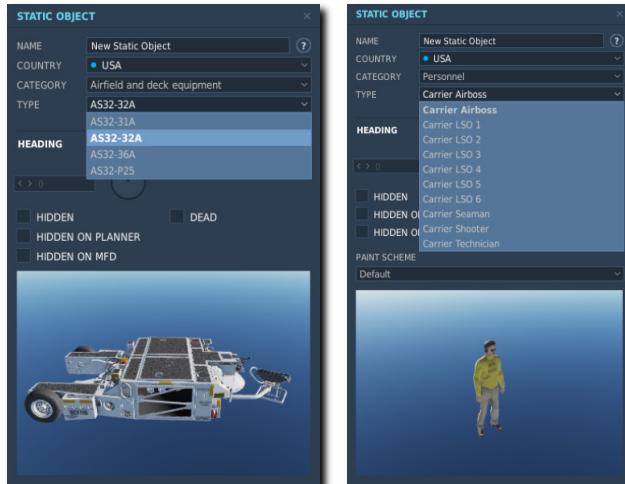 STATIC OBJECT ×
NAME New Static Object ?
COUNTRY USA
CATEGORY Airfield and deck equipment
TYPE AS32-32A
AS32-31A
AS32-32A
HEADING AS32-36A
AS32-P25
< > 0
HIDDEN DEAD
HIDDEN ON PLANNER
HIDDEN ON MFD
STATIC OBJECT ×
NAME New Static Object ?
COUNTRY USA
CATEGORY Personnel
TYPE Carrier Airboss
Carrier Airboss
Carrier LSO 1
HEADING Carrier LSO 2
Carrier LSO 3
< > 0 Carrier LSO 4
Carrier LSO 5
HIDDEN Carrier LSO 6
HIDDEN O Carrier Seaman
HIDDEN O Carrier Shooter
Carrier Technician
PAINT SCHEME
Default